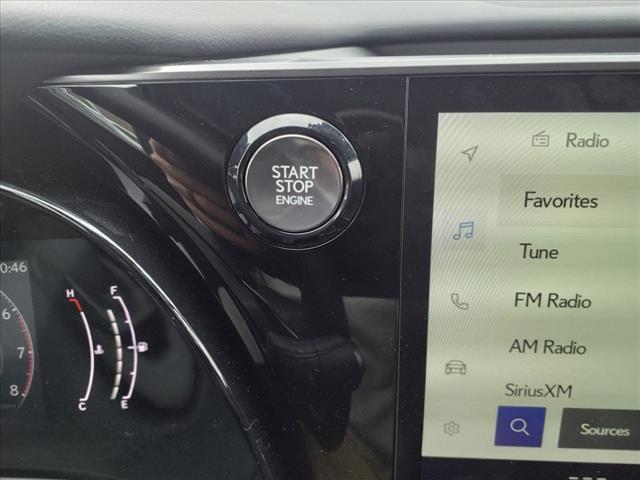 START
STOP
ENGINE
Radio
Favorites
Tune
FM Radio
AM Radio
SiriusXM
Sources
0:46
H
F
6
7
8
C
E